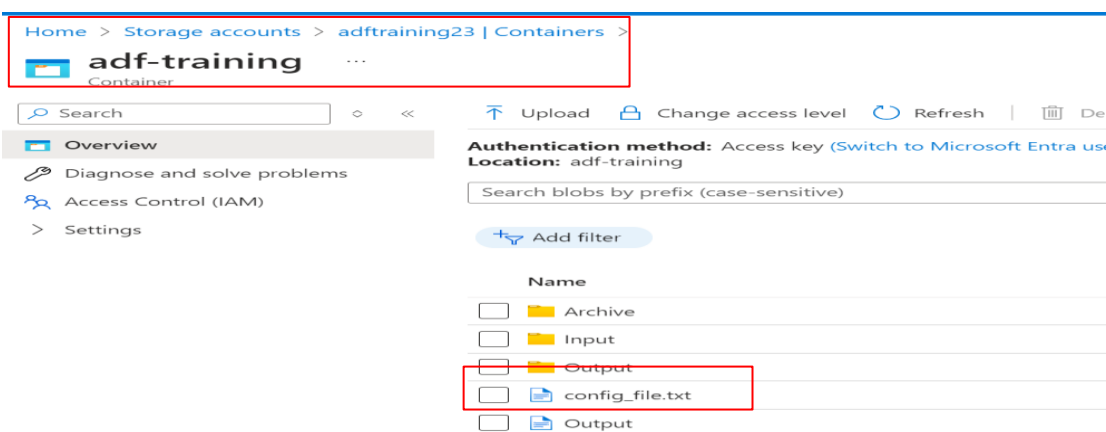 Home > Storage accounts > adftraining23 | Containers >
adf-training ...
Container
Search
Overview
Diagnose and solve problems
Access Control (IAM)
Settings
Upload Change access level Refresh De
Authentication method: Access key (Switch to Microsoft Entra use
Location: adf-training
Search blobs by prefix (case-sensitive)
Add filter
Name
Archive
Input
Output
config_file.txt
Output